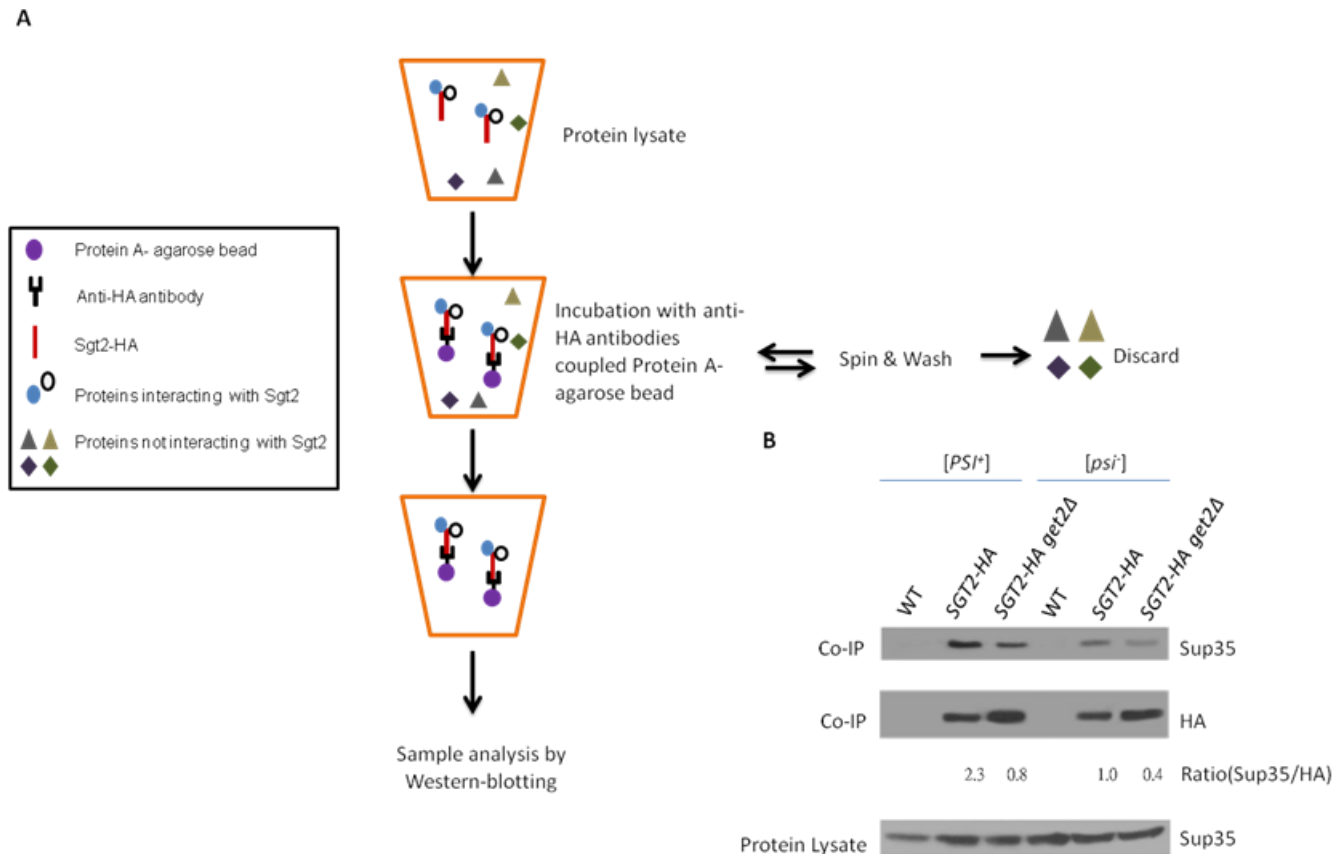 A
Protein lysate
Protein A- agarose bead
Anti-HA antibody
Sgt2-HA
Proteins interacting with Sgt2
Proteins not interacting with Sgt2
Incubation with anti-
HA antibodies
coupled Protein A-
agarose bead
Spin & Wash
Discard
Sample analysis by
Western-blotting
B
[PSI⁺] [psi⁻]
WT SGT2-HA SGT2-HA get2Δ WT SGT2-HA SGT2-HA get2Δ
Co-IP Sup35
Co-IP HA
2.3 0.8 1.0 0.4 Ratio(Sup35/HA)
Protein Lysate Sup35